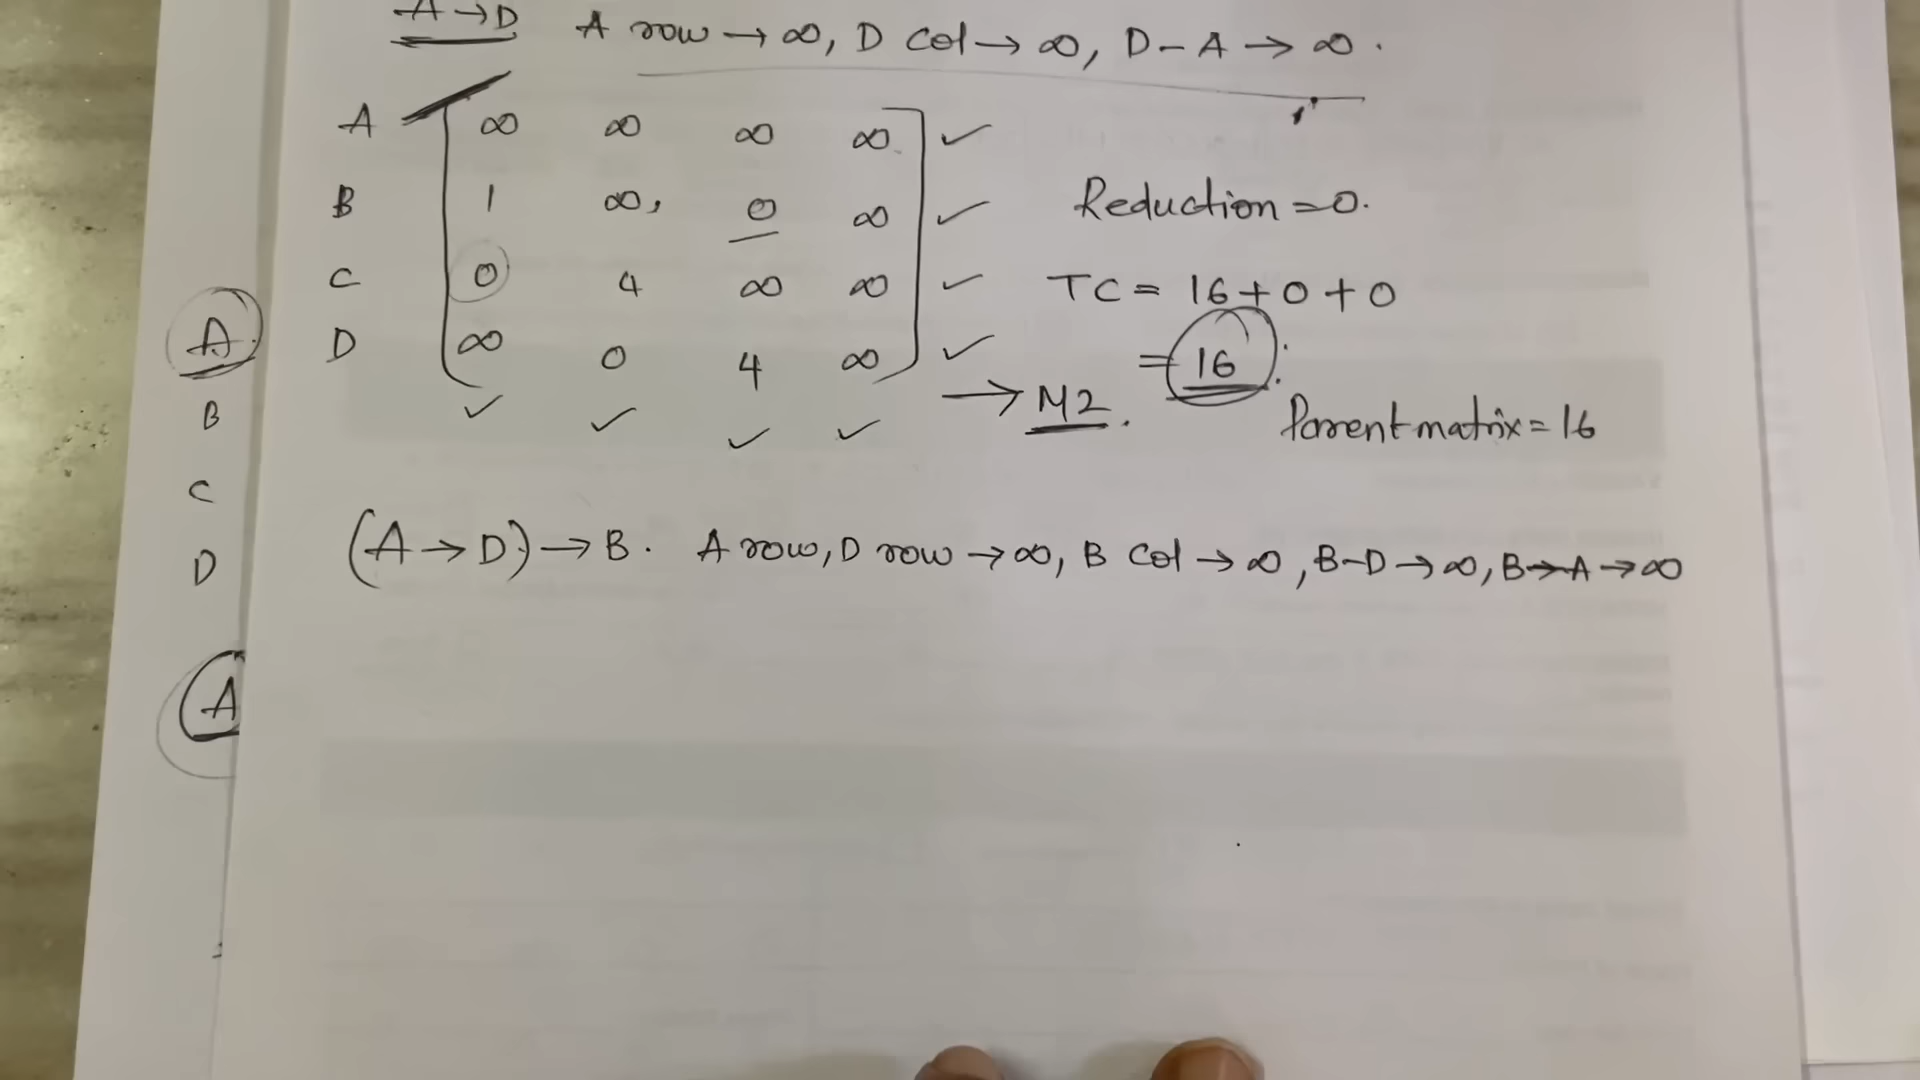 A→D A row → ∞, D Col → ∞, D - A → ∞.
A ∞ ∞ ∞ ∞ ✓
B 1 ∞, 0 ∞ ✓ Reduction = 0.
C 0 4 ∞ ∞ ✓ TC = 16 + 0 + 0
D ∞ 0 4 ∞ ✓ = 16
✓ ✓ ✓ ✓ → M2. Parent matrix = 16
(A → D) → B. A row, D row → ∞, B Col → ∞, B-D → ∞, B→A → ∞
A
B
C
D
A